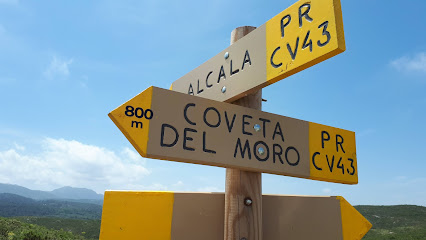 ALCALA
PR
CV43
800
m
COVETA
DEL MORO
PR
CV43